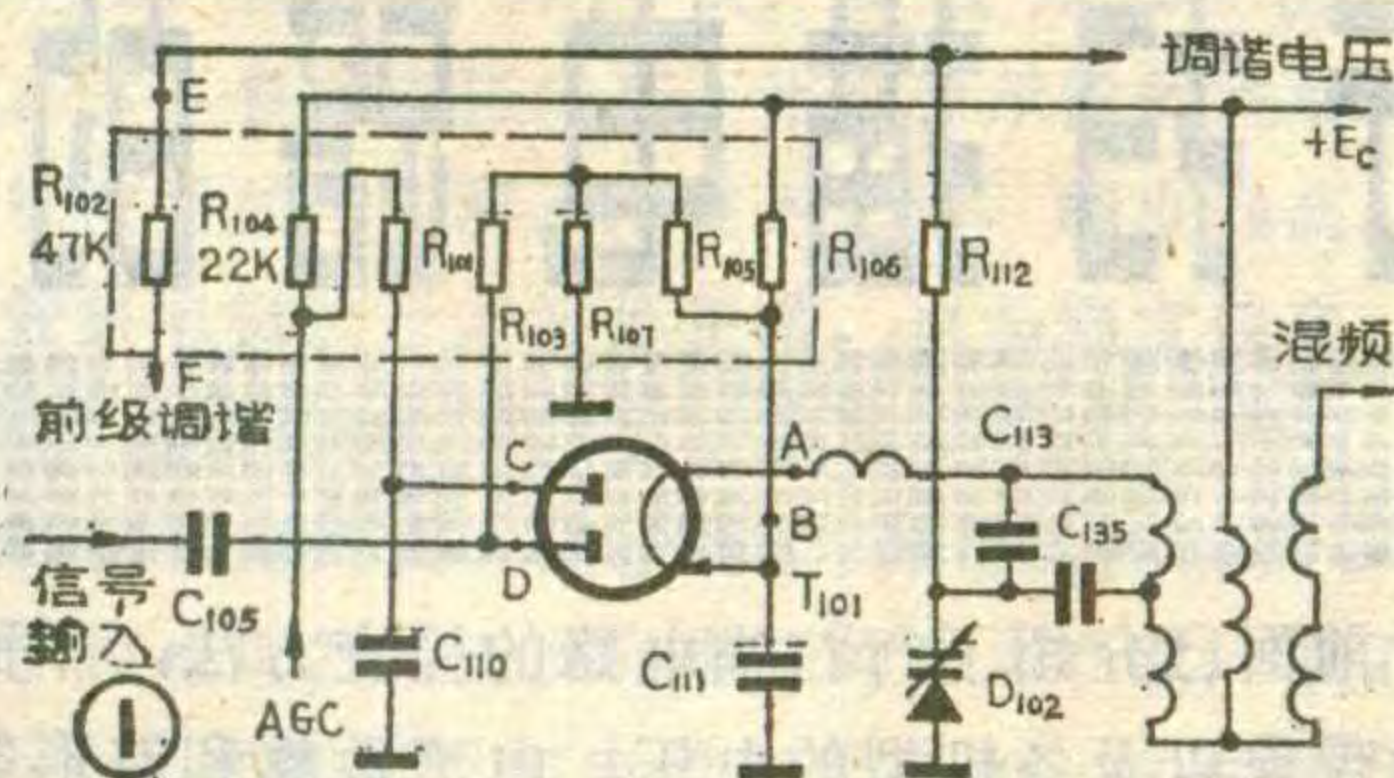 调谐电压
E
+Ec
R102
47K
R104
22K
R101
R105
R106
R112
R103
R107
F
前级调谐
混频
C
A
C113
B
C135
D
T101
信号
输入
C105
C110
C111
D102
AGC
1